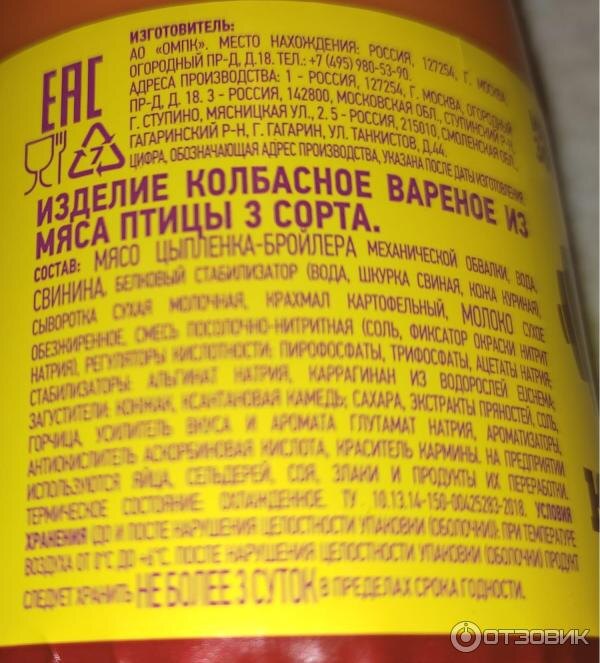 ИЗГОТОВИТЕЛЬ:
АО «ОМПК». МЕСТО НАХОЖДЕНИЯ: РОССИЯ, 127254, Г. МОСКВА,
ОГОРОДНЫЙ ПР-Д, Д.18. ТЕЛ.: +7 (495) 980-53-90.
АДРЕСА ПРОИЗВОДСТВА: 1 - РОССИЯ, 127254, Г. МОСКВА, ОГОРОДНЫЙ
ПР-Д, Д. 18. 3 - РОССИЯ, 142800, МОСКОВСКАЯ ОБЛ., СТУПИНСКИЙ Р-Н,
Г. СТУПИНО, МЯСНИЦКАЯ УЛ., 2. 5 - РОССИЯ, 215010, СМОЛЕНСКАЯ ОБЛ.,
ГАГАРИНСКИЙ Р-Н, Г. ГАГАРИН, УЛ. ТАНКИСТОВ, Д.44.
ЦИФРА, ОБОЗНАЧАЮЩАЯ АДРЕС ПРОИЗВОДСТВА, УКАЗАНА ПОСЛЕ ДАТЫ ИЗГОТОВЛЕНИЯ.
EAC
7
ИЗДЕЛИЕ КОЛБАСНОЕ ВАРЕНОЕ ИЗ
МЯСА ПТИЦЫ 3 СОРТА.
СОСТАВ: МЯСО ЦЫПЛЕНКА-БРОЙЛЕРА МЕХАНИЧЕСКОЙ ОБВАЛКИ, ВОДА,
СВИНИНА, БЕЛКОВЫЙ СТАБИЛИЗАТОР (ВОДА, ШКУРКА СВИНАЯ, КОЖА КУРИНАЯ),
СЫВОРОТКА СУХАЯ МОЛОЧНАЯ, КРАХМАЛ КАРТОФЕЛЬНЫЙ, МОЛОКО СУХОЕ
ОБЕЗЖИРЕННОЕ, СМЕСЬ ПОСОЛОЧНО-НИТРИТНАЯ (СОЛЬ, ФИКСАТОР ОКРАСКИ НИТРИТ
НАТРИЯ), РЕГУЛЯТОРЫ КИСЛОТНОСТИ: ПИРОФОСФАТЫ, ТРИФОСФАТЫ, АЦЕТАТЫ НАТРИЯ;
СТАБИЛИЗАТОРЫ: АЛЬГИНАТ НАТРИЯ, КАРРАГИНАН ИЗ ВОДОРОСЛЕЙ EUCHEMA;
ЗАГУСТИТЕЛИ: КОНЖАК, КСАНТАНОВАЯ КАМЕДЬ; САХАРА, ЭКСТРАКТЫ ПРЯНОСТЕЙ, СОЛЬ,
ГОРЧИЦА, УСИЛИТЕЛЬ ВКУСА И АРОМАТА ГЛУТАМАТ НАТРИЯ, АРОМАТИЗАТОРЫ,
АНТИОКИСЛИТЕЛЬ АСКОРБИНОВАЯ КИСЛОТА, КРАСИТЕЛЬ КАРМИНЫ. НА ПРЕДПРИЯТИИ
ИСПОЛЬЗУЮТСЯ ЯЙЦА, СЕЛЬДЕРЕЙ, СОЯ, ЗЛАКИ И ПРОДУКТЫ ИХ ПЕРЕРАБОТКИ.
ТЕРМИЧЕСКОЕ СОСТОЯНИЕ: ОХЛАЖДЕННОЕ. ТУ 10.13.14-150-00425283-2018. УСЛОВИЯ
ХРАНЕНИЯ (ДО И ПОСЛЕ НАРУШЕНИЯ ЦЕЛОСТНОСТИ УПАКОВКИ (ОБОЛОЧКИ)): ПРИ ТЕМПЕРАТУРЕ
ВОЗДУХА ОТ 0°С ДО +6°С. ПОСЛЕ НАРУШЕНИЯ ЦЕЛОСТНОСТИ УПАКОВКИ (ОБОЛОЧКИ) ПРОДУКТ
СЛЕДУЕТ ХРАНИТЬ НЕ БОЛЕЕ 3 СУТОК В ПРЕДЕЛАХ СРОКА ГОДНОСТИ.
ОТЗОВИК